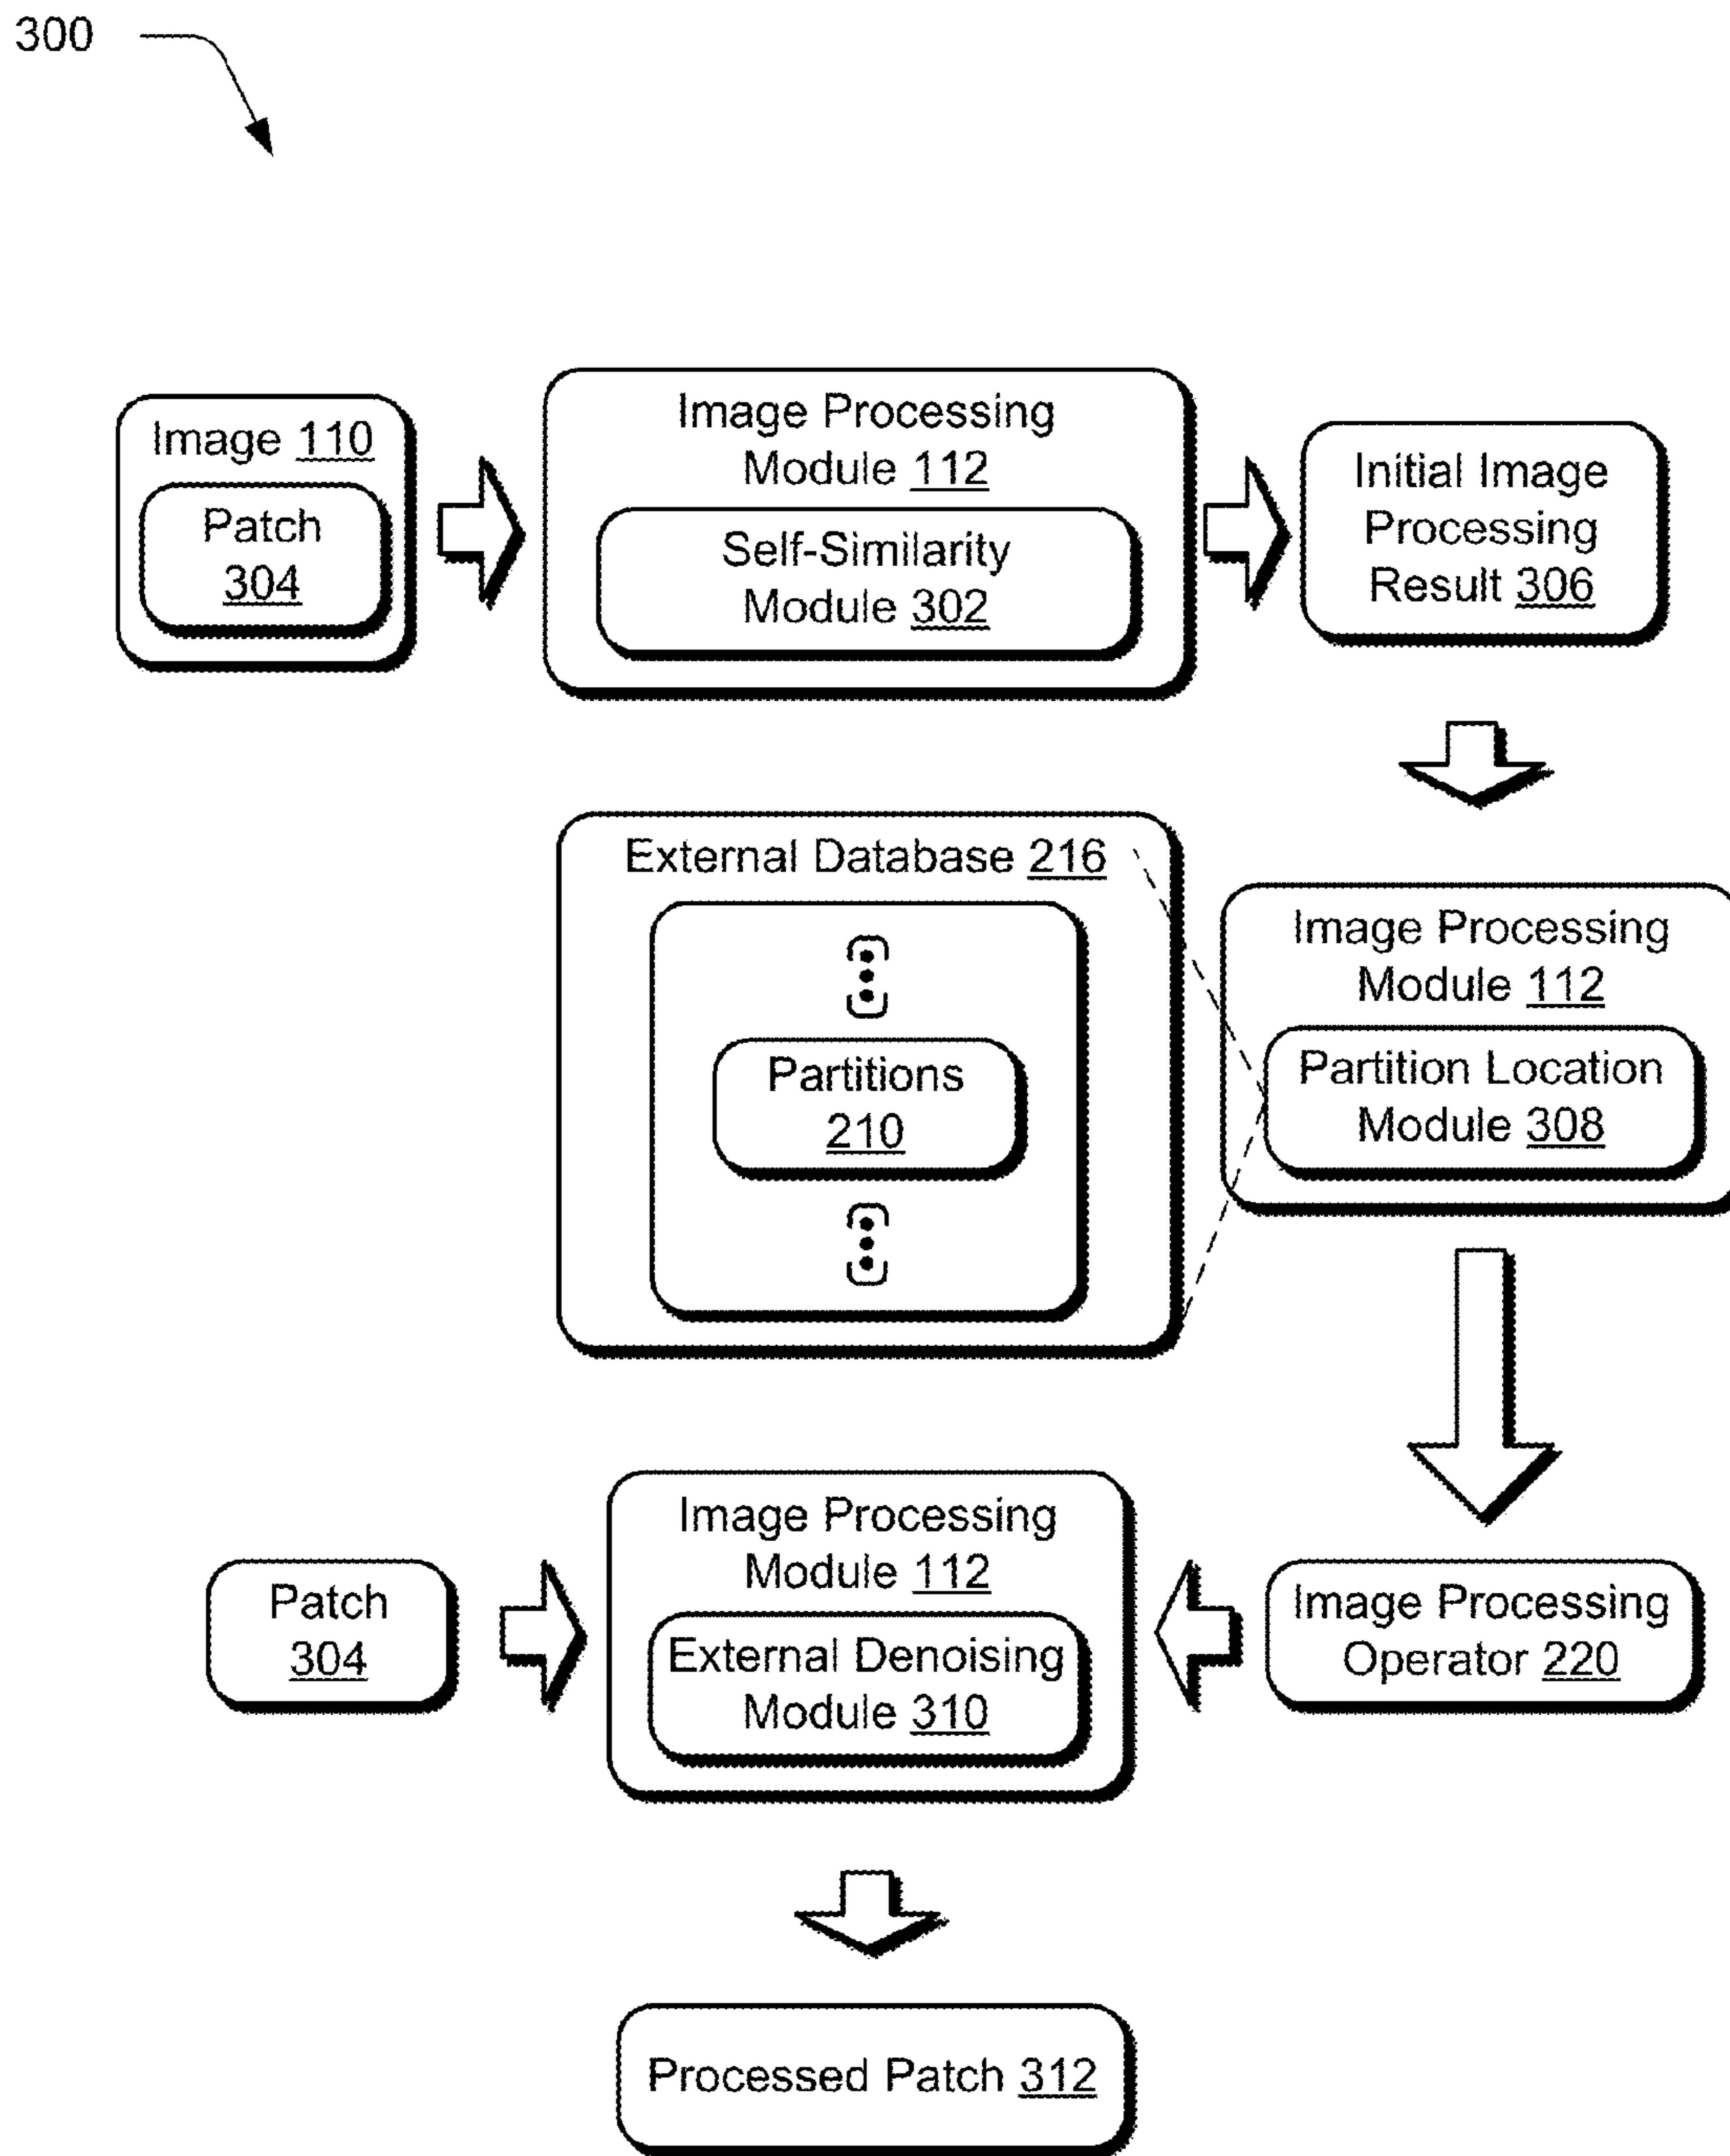 300
Image 110
Patch
304
Image Processing
Module 112
Self-Similarity
Module 302
Initial Image
Processing
Result 306
External Database 216
Partitions
210
Image Processing
Module 112
Partition Location
Module 308
Patch
304
Image Processing
Module 112
External Denoising
Module 310
Image Processing
Operator 220
Processed Patch 312